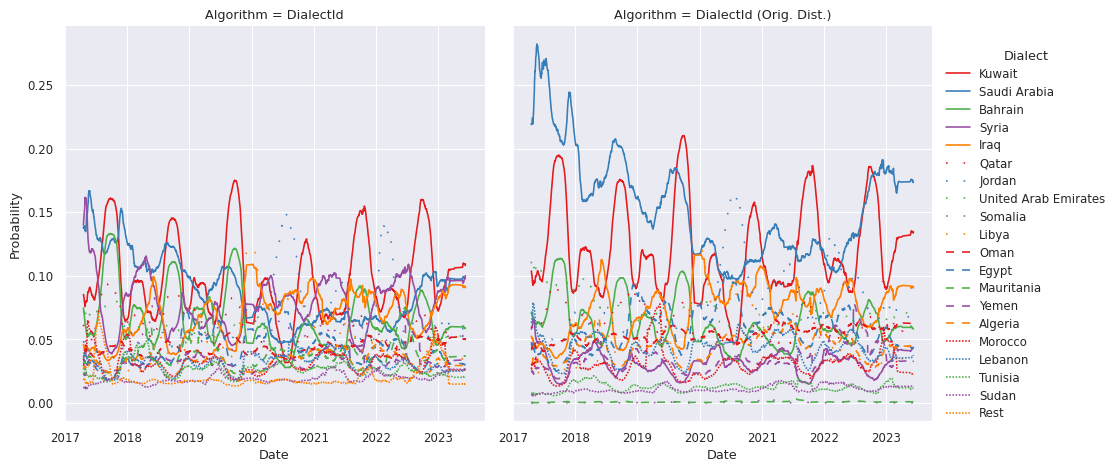 Algorithm = DialectId
Algorithm = DialectId (Orig. Dist.)
Probability
0.25
0.20
0.15
0.10
0.05
0.00
2017 2018 2019 2020 2021 2022 2023
Date
2017 2018 2019 2020 2021 2022 2023
Date
Dialect
Kuwait
Saudi Arabia
Bahrain
Syria
Iraq
Qatar
Jordan
United Arab Emirates
Somalia
Libya
Oman
Egypt
Mauritania
Yemen
Algeria
Morocco
Lebanon
Tunisia
Sudan
Rest